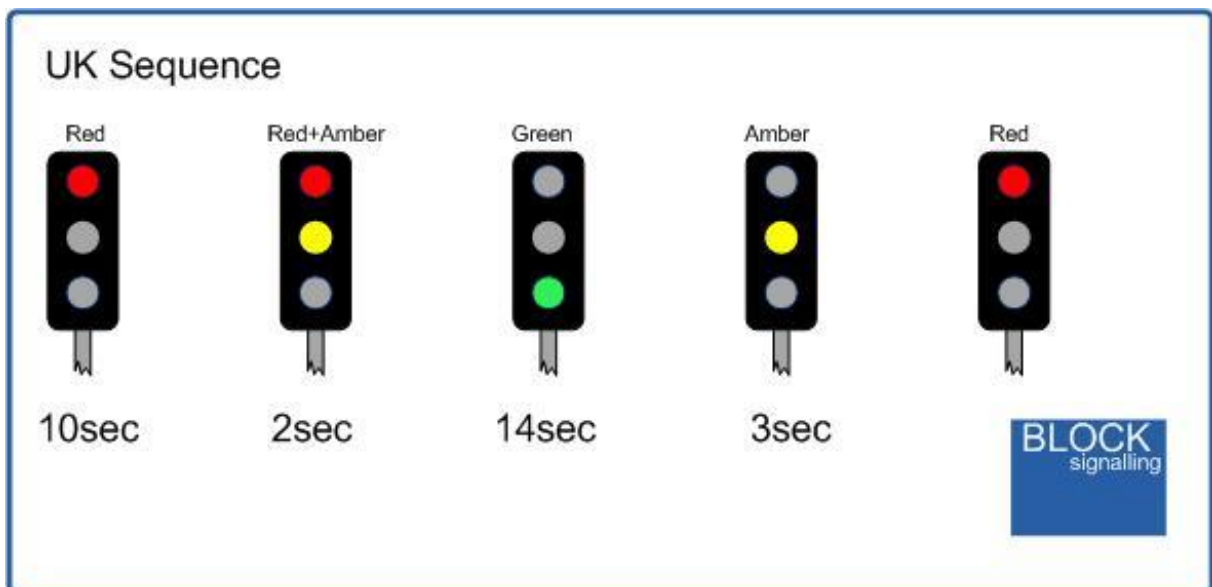 UK Sequence
Red Red+Amber Green Amber Red
10sec 2sec 14sec 3sec
BLOCK
signalling